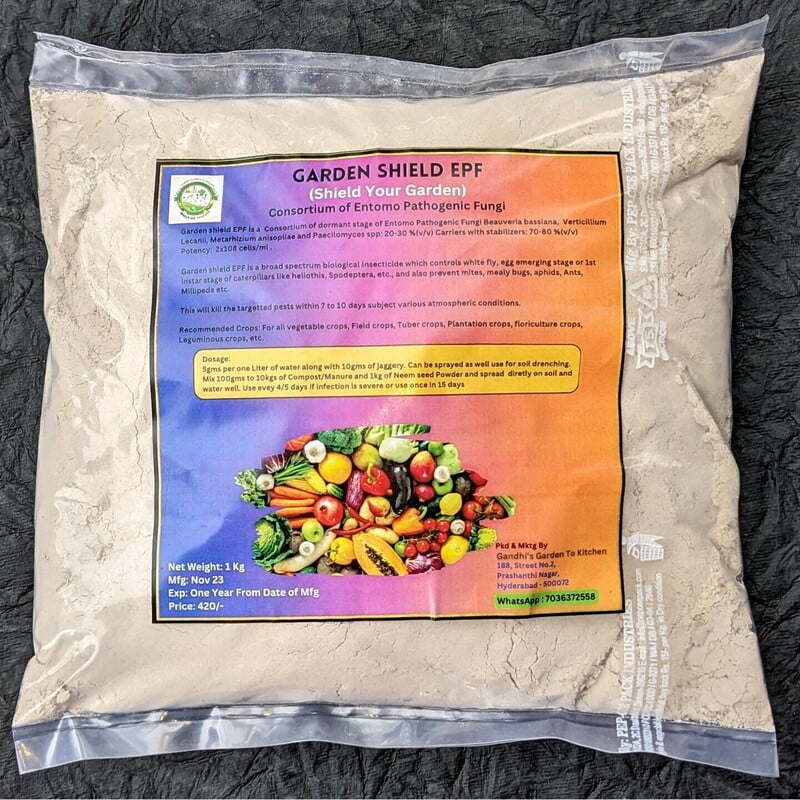 GARDEN SHIELD EPF
(Shield Your Garden)
Consortium of Entomo Pathogenic Fungi
Garden shield EPF is a Consortium of dormant stage of Entomo Pathogenic Fungi Beauveria bassiana, Verticillium
Lecanii, Metarhizium anisopliae and Paecilomyces spp: 20-30 %(v/v) Carriers with stabilizers: 70-80 %(v/v)
Potency; 2x108 cells/ml .
Garden shield EPF is a broad spectrum biological Insecticide which controls white fly, egg emerging stage or 1st
instar stage of caterpillars like heliothis, Spodeptera, etc., and also prevent mites, mealy bugs, aphids, Ants,
Millipede etc.
This will kill the targetted pests within 7 to 10 days subject various atmospheric conditions.
Recommended Crops: For all vegetable crops, Field crops, Tuber crops, Plantation crops, floriculture crops,
Leguminous crops, etc.
Dosage:
5gms per one Liter of water along with 10gms of jaggery. Can be sprayed as well use for soil drenching.
Mix 100gms to 10kgs of Compost/Manure and 1kg of Neem seed Powder and spread diretly on soil and
water well. Use evey 4/5 days if infection is severe or use once in 15 days
Net Weight: 1 Kg
Mfg: Nov 23
Exp: One Year From Date of Mfg
Price: 420/-
Pkd & Mktg By
Gandhi's Garden To Kitchen
188, Street No.2,
Prashanthi Nagar,
Hyderabad - 500072
WhatsApp : 7036372558
PACK INDUSTRIES